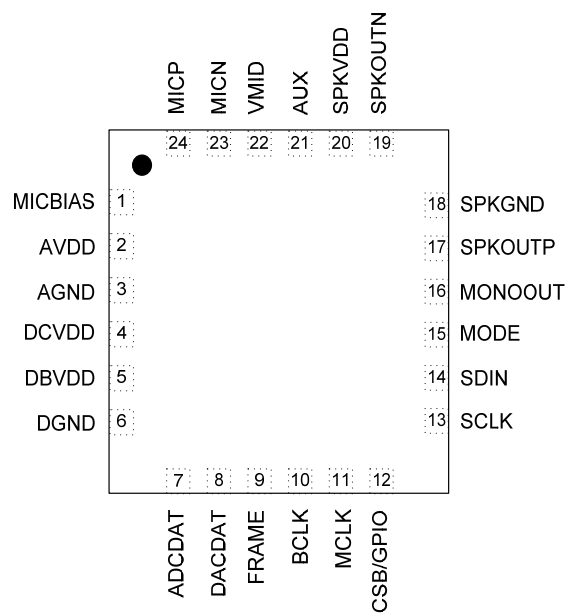 MICP
MICN
VMID
AUX
SPKVDD
SPKOUTN
24 23 22 21 20 19
MICBIAS 1
AVDD 2
AGND 3
DCVDD 4
DBVDD 5
DGND 6
18 SPKGND
17 SPKOUTP
16 MONOOUT
15 MODE
14 SDIN
13 SCLK
7 8 9 10 11 12
ADCDAT
DACDAT
FRAME
BCLK
MCLK
CSB/GPIO